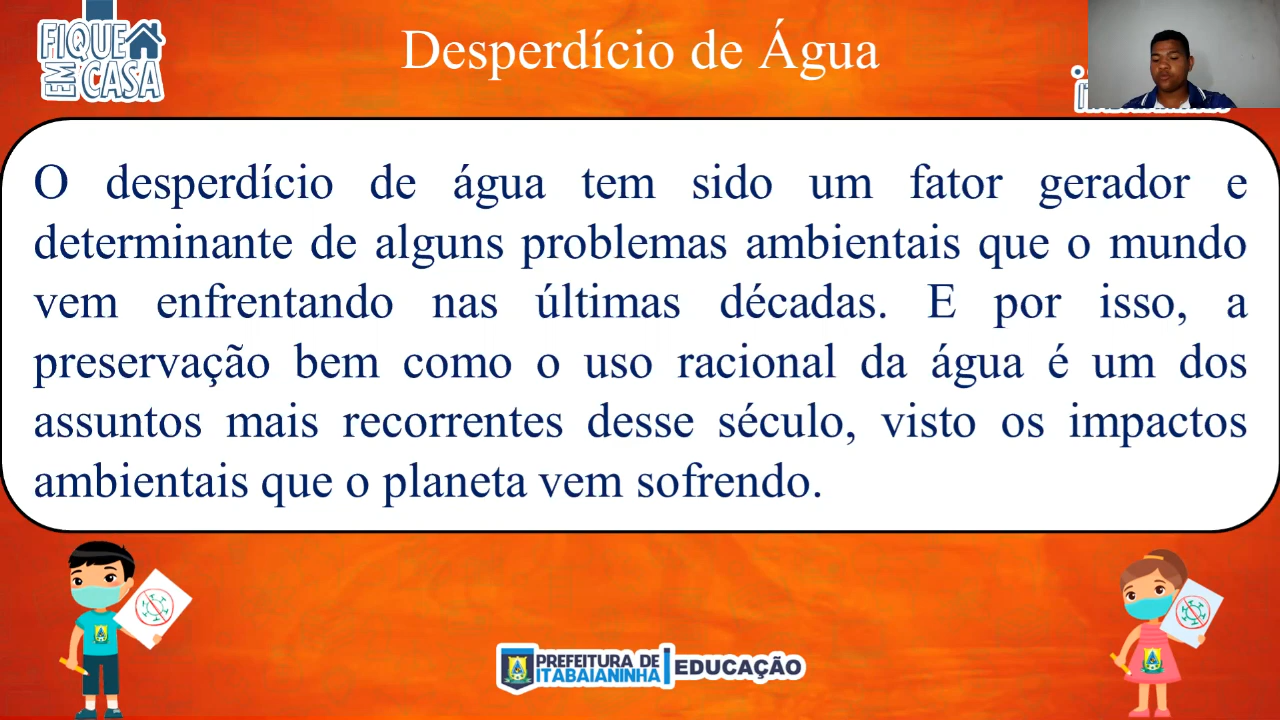 FIQUE
EM CASA
Desperdício de Água
O desperdício de água tem sido um fator gerador e
determinante de alguns problemas ambientais que o mundo
vem enfrentando nas últimas décadas. E por isso, a
preservação bem como o uso racional da água é um dos
assuntos mais recorrentes desse século, visto os impactos
ambientais que o planeta vem sofrendo.
PREFEITURA DE
ITABAIANINHA
EDUCAÇÃO